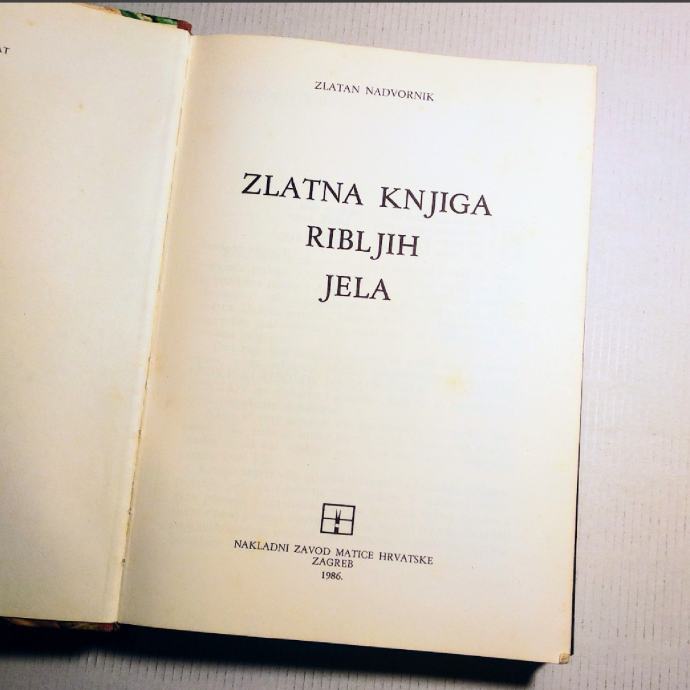 ZLATAN NADVORNIK
ZLATNA KNJIGA
RIBLJIH
JELA
NAKLADNI ZAVOD MATICE HRVATSKE
ZAGREB
1986.